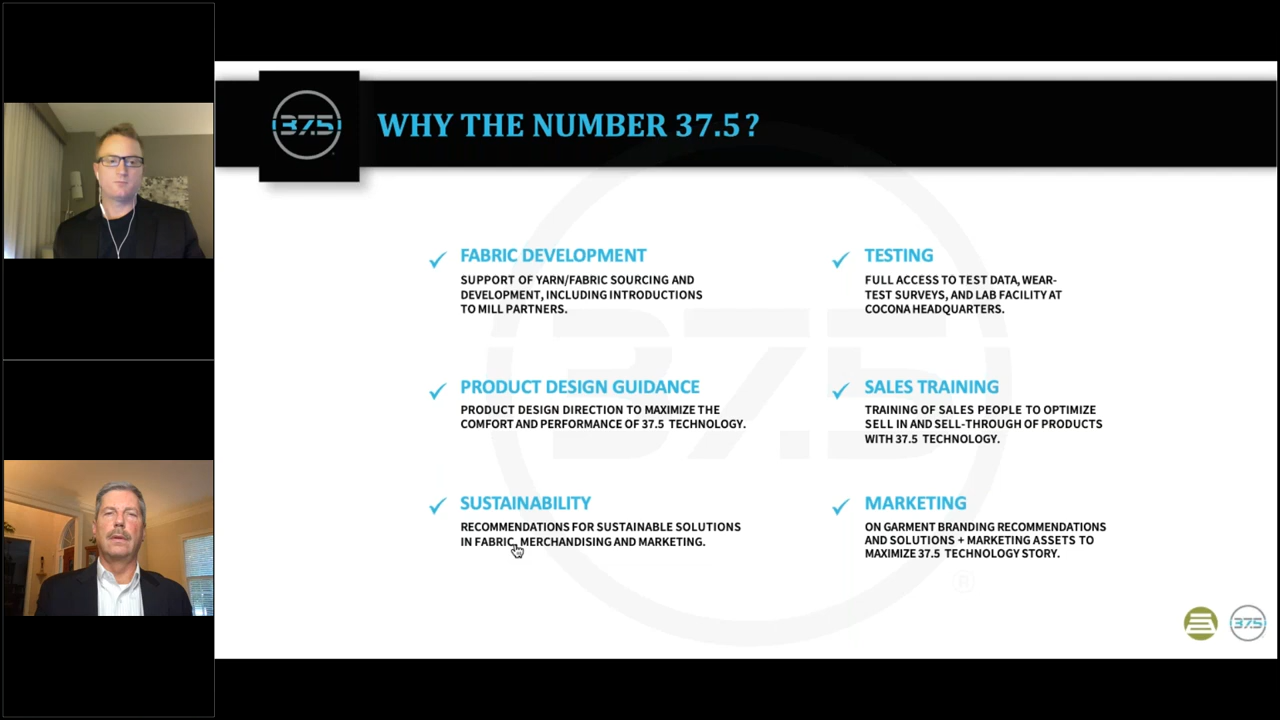 37.5
WHY THE NUMBER 37.5?
FABRIC DEVELOPMENT
SUPPORT OF YARN/FABRIC SOURCING AND
DEVELOPMENT, INCLUDING INTRODUCTIONS
TO MILL PARTNERS.
TESTING
FULL ACCESS TO TEST DATA, WEAR-
TEST SURVEYS, AND LAB FACILITY AT
COCONA HEADQUARTERS.
PRODUCT DESIGN GUIDANCE
PRODUCT DESIGN DIRECTION TO MAXIMIZE THE
COMFORT AND PERFORMANCE OF 37.5 TECHNOLOGY.
SALES TRAINING
TRAINING OF SALES PEOPLE TO OPTIMIZE
SELL IN AND SELL-THROUGH OF PRODUCTS
WITH 37.5 TECHNOLOGY.
SUSTAINABILITY
RECOMMENDATIONS FOR SUSTAINABLE SOLUTIONS
IN FABRIC, MERCHANDISING AND MARKETING.
MARKETING
ON GARMENT BRANDING RECOMMENDATIONS
AND SOLUTIONS + MARKETING ASSETS TO
MAXIMIZE 37.5 TECHNOLOGY STORY.
37.5
®
37.5